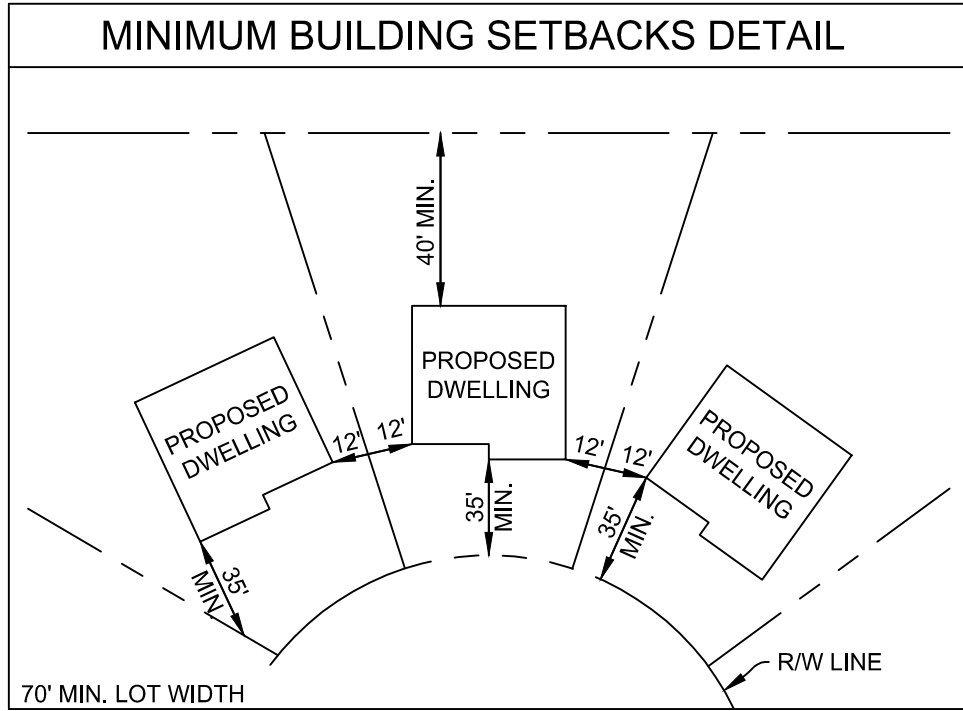 MINIMUM BUILDING SETBACKS DETAIL
40' MIN.
PROPOSED
DWELLING
PROPOSED
DWELLING
PROPOSED
DWELLING
12' 12'
12' 12'
35'
MIN
35'
MIN.
35'
MIN.
R/W LINE
70' MIN. LOT WIDTH